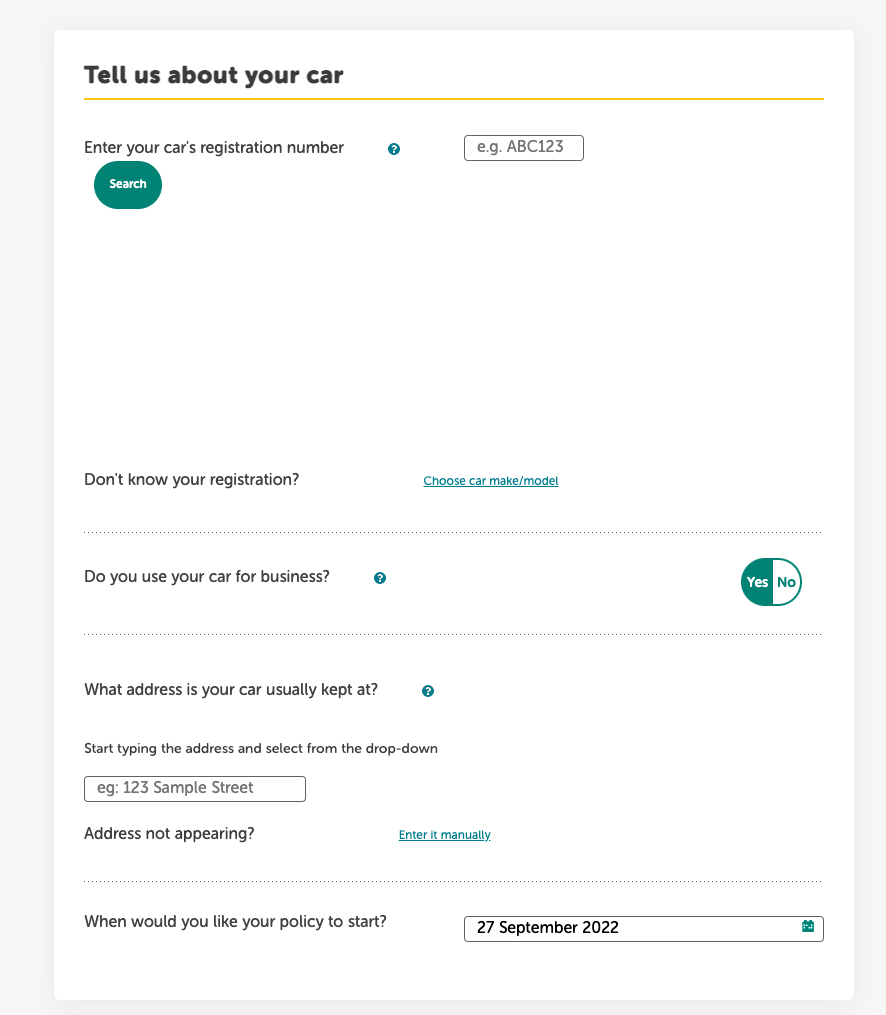 Tell us about your car
Enter your car's registration number
e.g. ABC123
Search
Don't know your registration?
Choose car make/model
Do you use your car for business?
Yes No
What address is your car usually kept at?
Start typing the address and select from the drop-down
eg: 123 Sample Street
Address not appearing?
Enter it manually
When would you like your policy to start?
27 September 2022